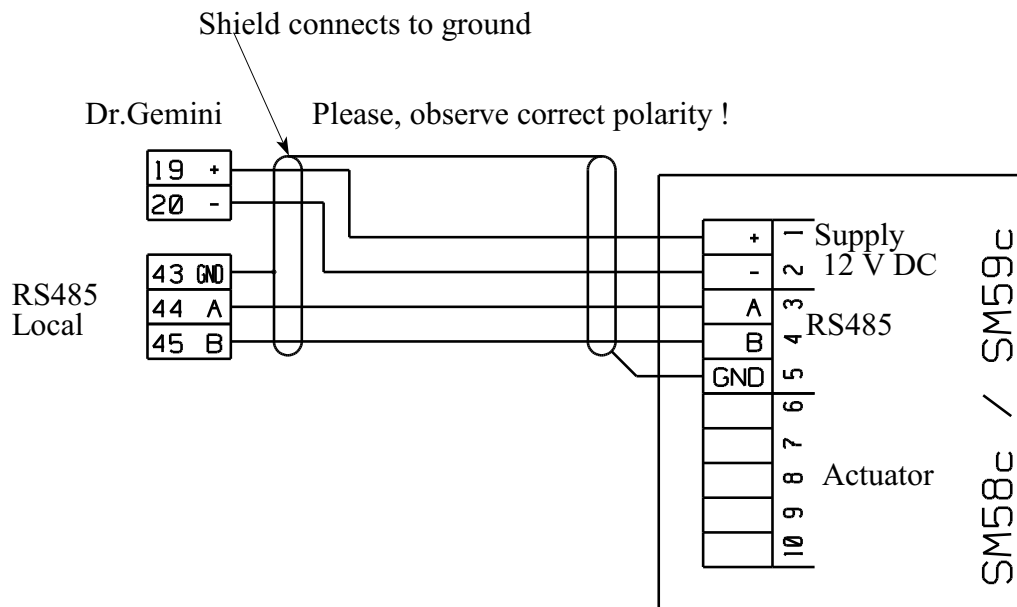 Shield connects to ground
Dr.Gemini
Please, observe correct polarity !
19 +
20 -
43 GND
44 A
45 B
RS485
Local
+ 1
- 2
A 3
B 4
GND 5
6
7
8
9
10
Supply
12 V DC
RS485
Actuator
SM58c / SM59c